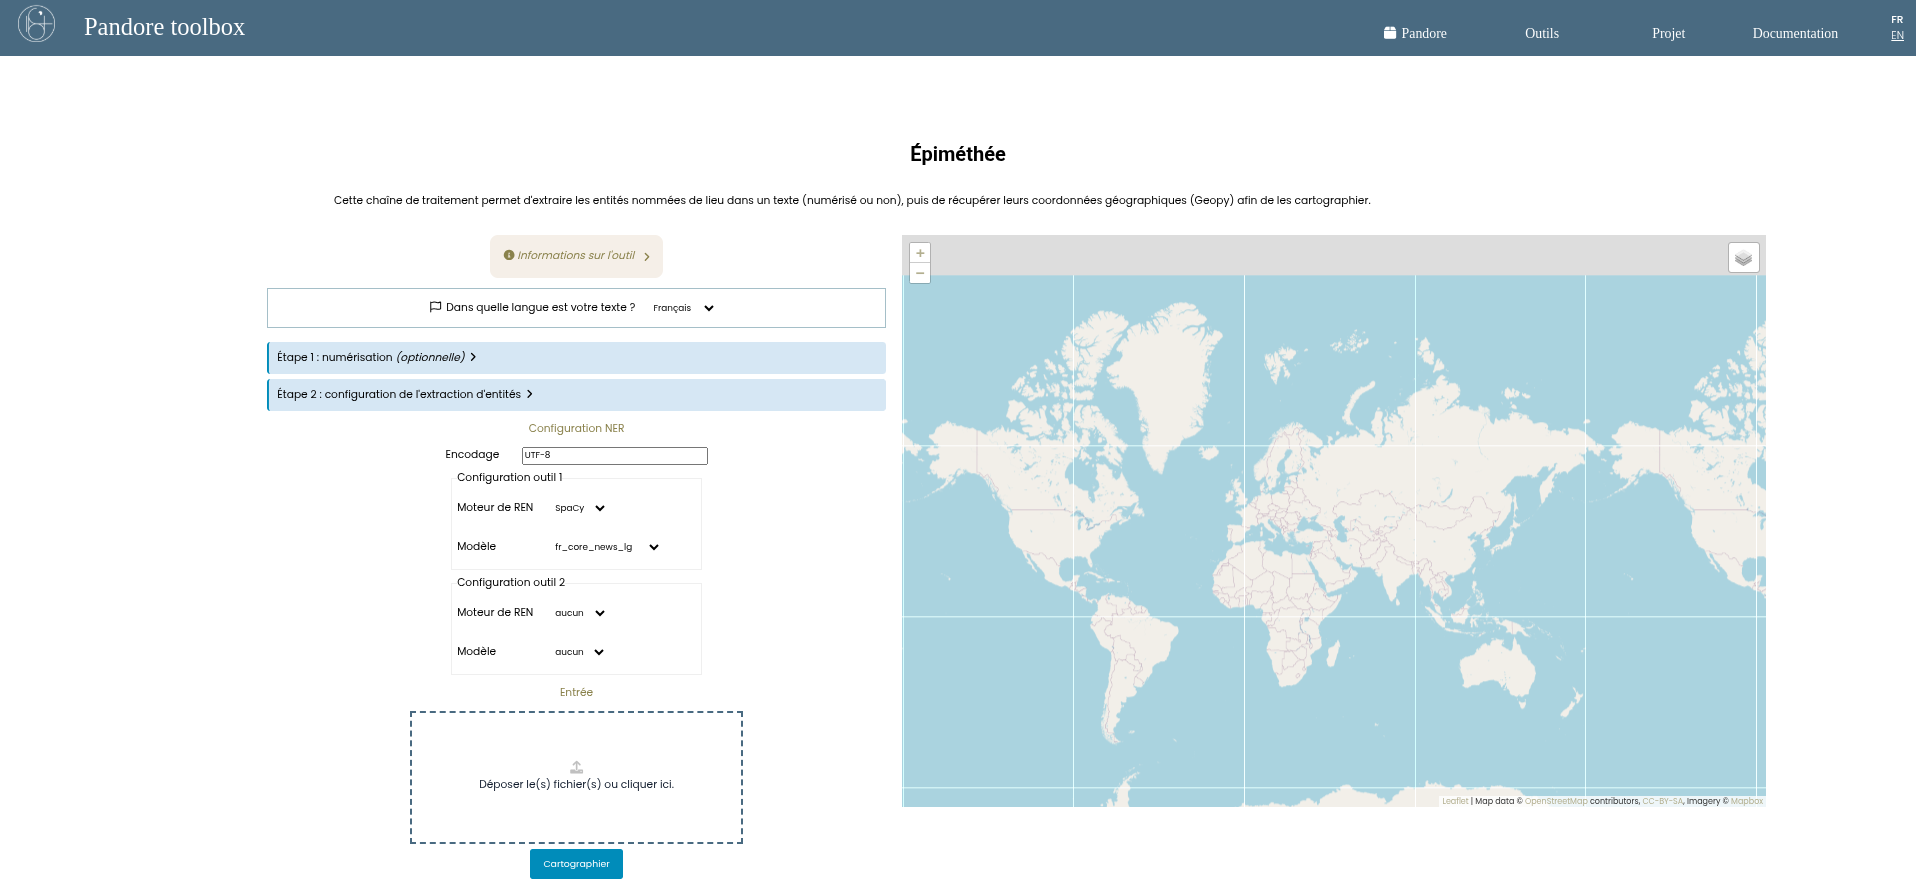 Pandore toolbox
Pandore
Outils
Projet
Documentation
FR
EN
Épiméthée
Cette chaîne de traitement permet d'extraire les entités nommées de lieu dans un texte (numérisé ou non), puis de récupérer leurs coordonnées géographiques (Geopy) afin de les cartographier.
Informations sur l'outil
Dans quelle langue est votre texte ? Français
Étape 1 : numérisation (optionnelle)
Étape 2 : configuration de l'extraction d'entités
Configuration NER
Encodage UTF-8
Configuration outil 1
Moteur de REN SpaCy
Modèle fr_core_news_lg
Configuration outil 2
Moteur de REN aucun
Modèle aucun
Entrée
Déposer le(s) fichier(s) ou cliquer ici.
Cartographier
+
−
Leaflet | Map data © OpenStreetMap contributors, CC-BY-SA, Imagery © Mapbox